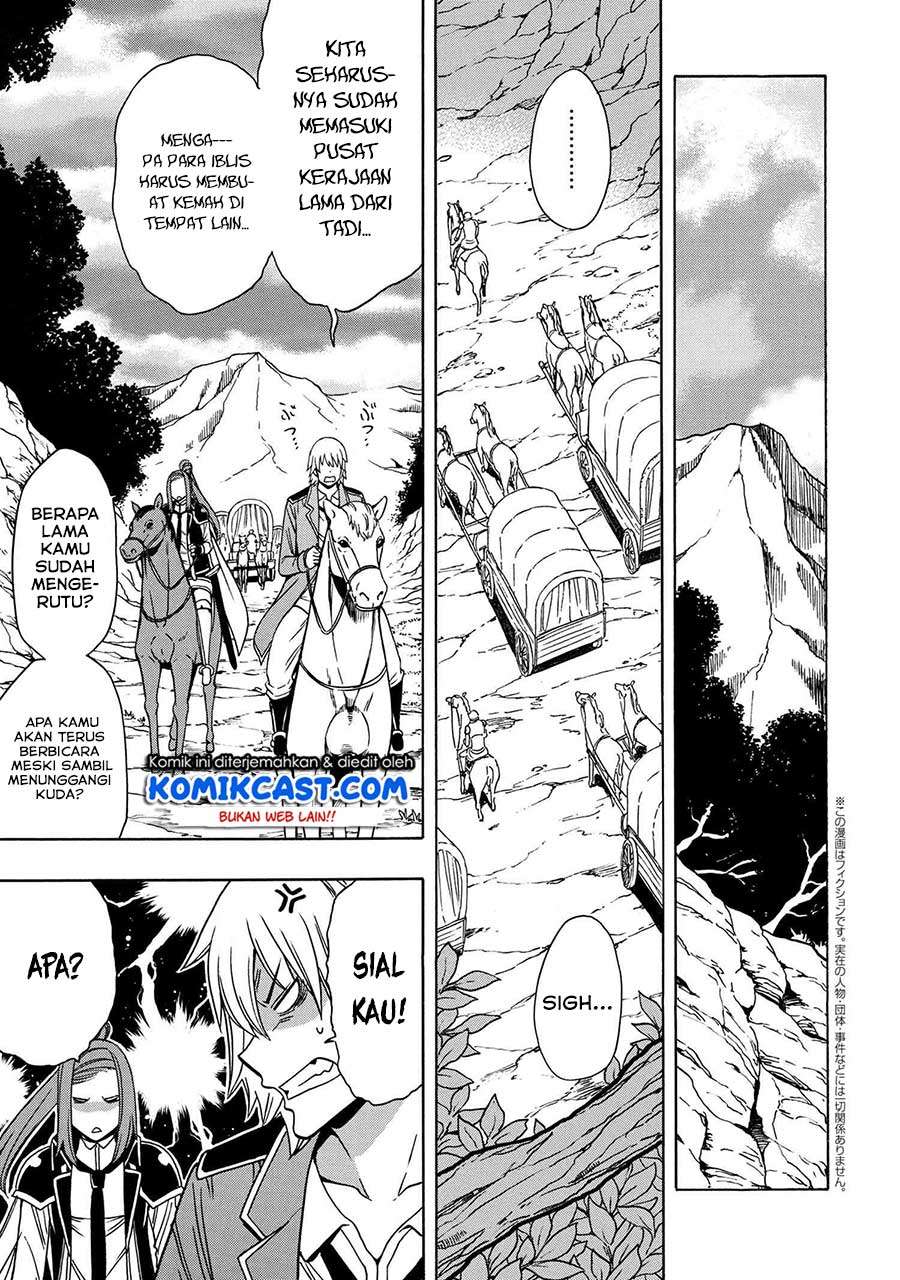 ※この漫画はフィクションです。実在の人物・団体・事件などには一切関係ありません。
.........
SIGH...
KITA
SEHARUS-
NYA SUDAH
MEMASUKI
PUSAT
KERAJAAN
LAMA DARI
TADI...
MENGA---
PA PARA IBLIS
HARUS MEMBU-
AT KEMAH DI
TEMPAT LAIN...
ぶつ
ぶつ
BERAPA
LAMA
KAMU
SUDAH
MENGE-
RUTU?
APA KAMU
AKAN TERUS
BERBICARA
MESKI SAMBIL
MENUNGGANGI
KUDA?
Komik ini diterjemahkan & diedit oleh
KOMIKCAST.COM
BUKAN WEB LAIN!!
SIAL
KAU!
APA?